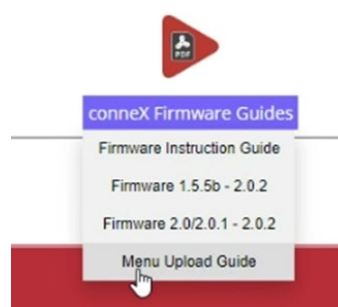 PDF
conneX Firmware Guides
Firmware Instruction Guide
Firmware 1.5.5b - 2.0.2
Firmware 2.0/2.0.1 - 2.0.2
Menu Upload Guide